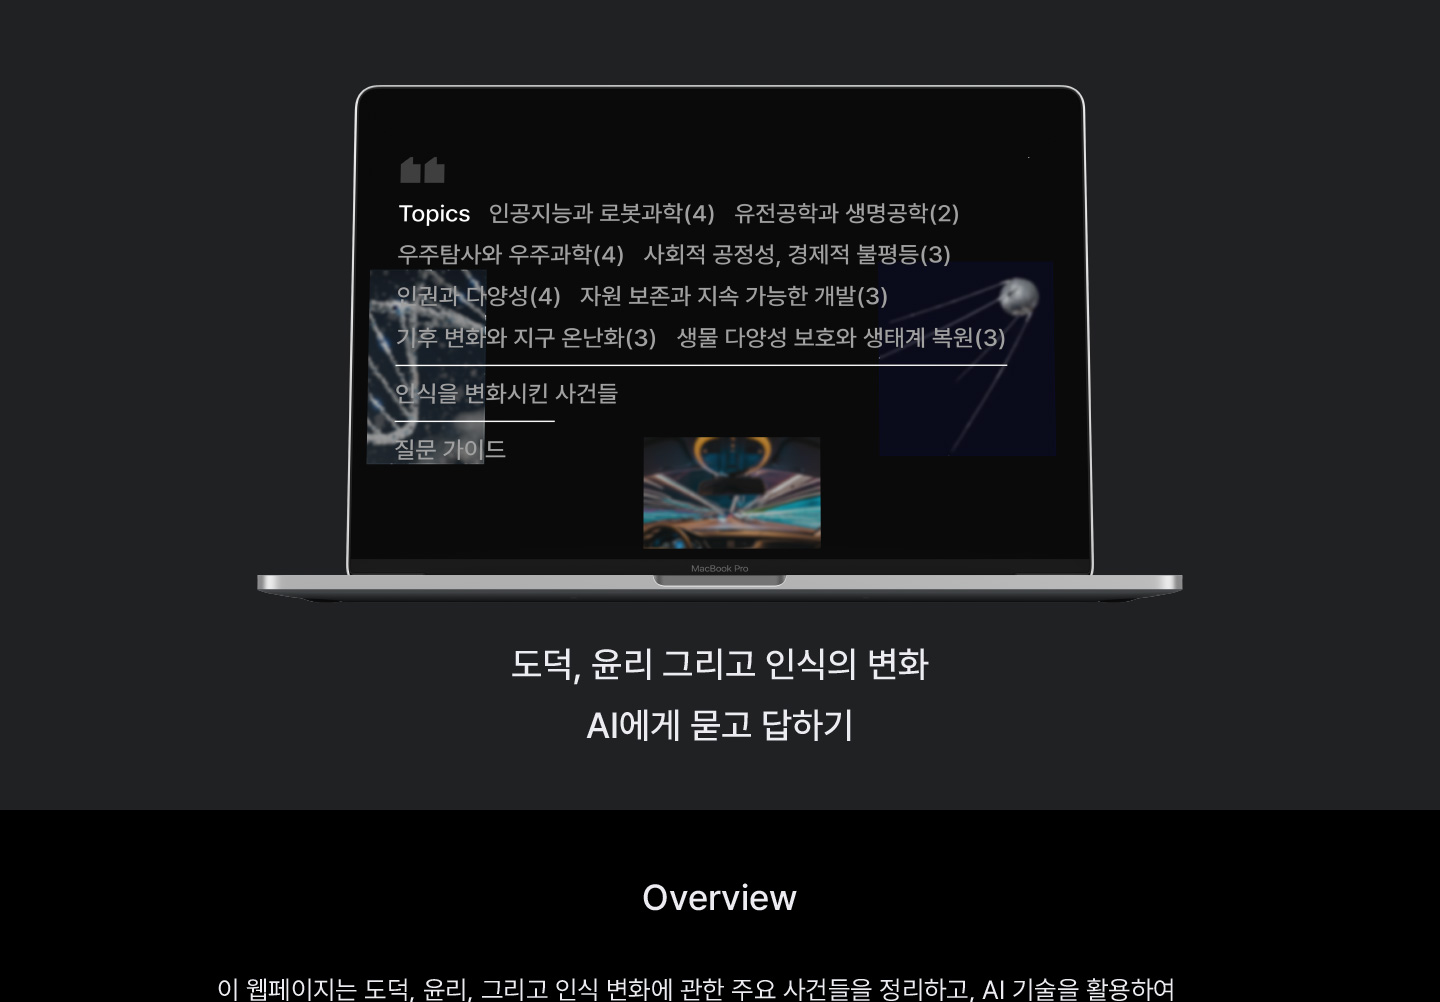 Topics 인공지능과 로봇과학(4) 유전공학과 생명공학(2)
우주탐사와 우주과학(4) 사회적 공정성, 경제적 불평등(3)
인권과 다양성(4) 자원 보존과 지속 가능한 개발(3)
기후 변화와 지구 온난화(3) 생물 다양성 보호와 생태계 복원(3)
인식을 변화시킨 사건들
질문 가이드
MacBook Pro
도덕, 윤리 그리고 인식의 변화
AI에게 묻고 답하기
Overview
이 웹페이지는 도덕, 윤리, 그리고 인식 변화에 관한 주요 사건들을 정리하고, AI 기술을 활용하여